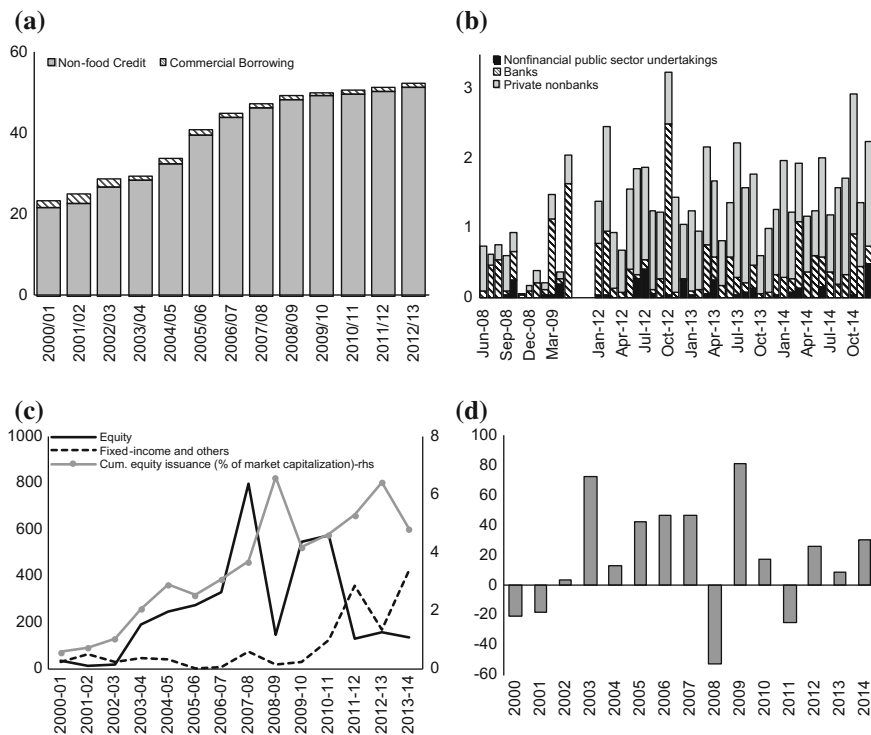 (a)
60
40
20
0
Non-food Credit Commercial Borrowing
2000/01 2001/02 2002/03 2003/04 2004/05 2005/06 2006/07 2007/08 2008/09 2009/10 2010/11 2011/12 2012/13
(b)
3
2
1
0
Nonfinancial public sector undertakings
Banks
Private nonbanks
Jun-08 Sep-08 Dec-08 Mar-09 Jan-12 Apr-12 Jul-12 Oct-12 Jan-13 Apr-13 Jul-13 Oct-13 Jan-14 Apr-14 Jul-14 Oct-14
(c)
1000 8
800
600
400
200
0
6
4
2
0
Equity
Fixed-income and others
Cum. equity issuance (% of market capitalization)-rhs
2000-01 2001-02 2002-03 2003-04 2004-05 2005-06 2006-07 2007-08 2008-09 2009-10 2010-11 2011-12 2012-13 2013-14
(d)
100
80
60
40
20
0
-20
-40
-60
2000 2001 2002 2003 2004 2005 2006 2007 2008 2009 2010 2011 2012 2013 2014